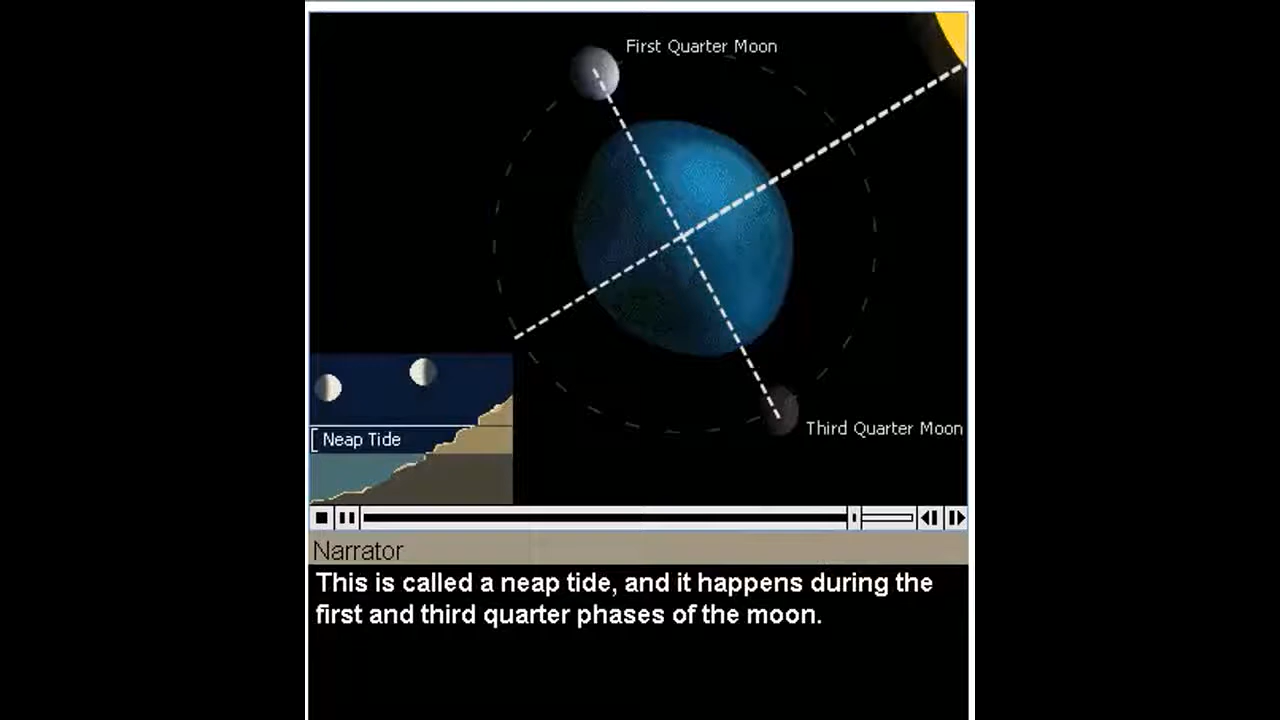 First Quarter Moon
Third Quarter Moon
Neap Tide
Narrator
This is called a neap tide, and it happens during the
first and third quarter phases of the moon.